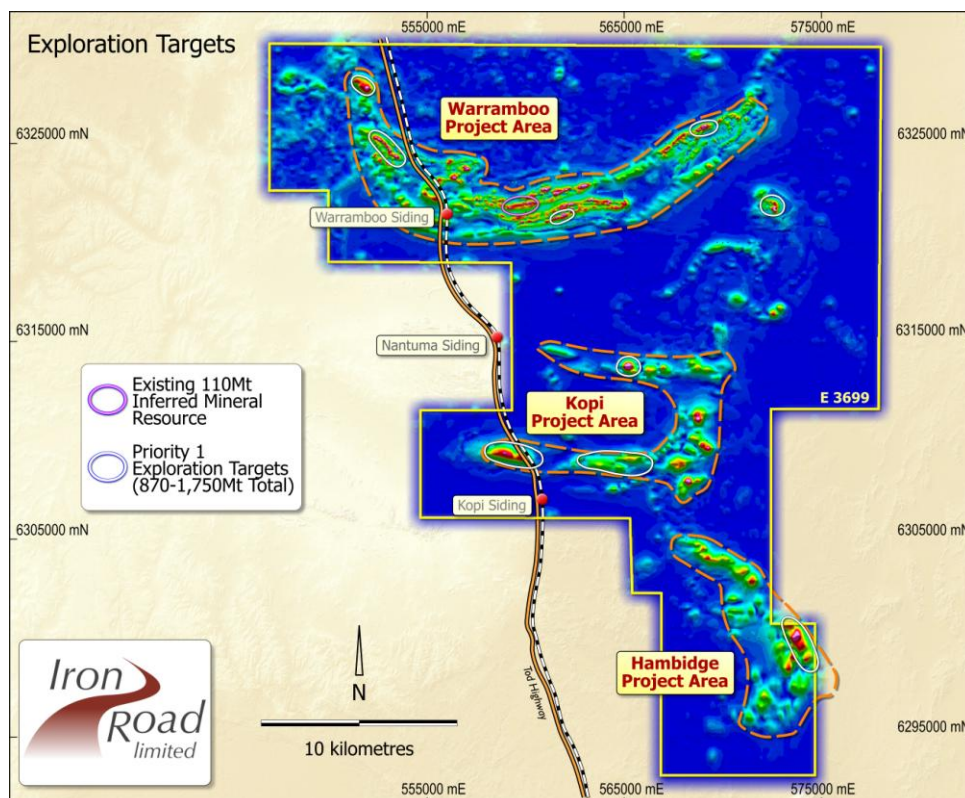 555000 mE
565000 mE
575000 mE
Exploration Targets
Warramboo
Project Area
6325000 mN
6325000 mN
Warramboo Siding
6315000 mN
6315000 mN
Nantuma Siding
Existing 110Mt
Inferred Mineral
Resource
Priority 1
Exploration Targets
(870-1,750Mt Total)
Kopi
Project Area
E 3699
Kopi Siding
6305000 mN
6305000 mN
Iron
Road
limited
N
10 kilometres
Tod Highway
Hambidge
Project Area
6295000 mN
555000 mE
565000 mE
575000 mE